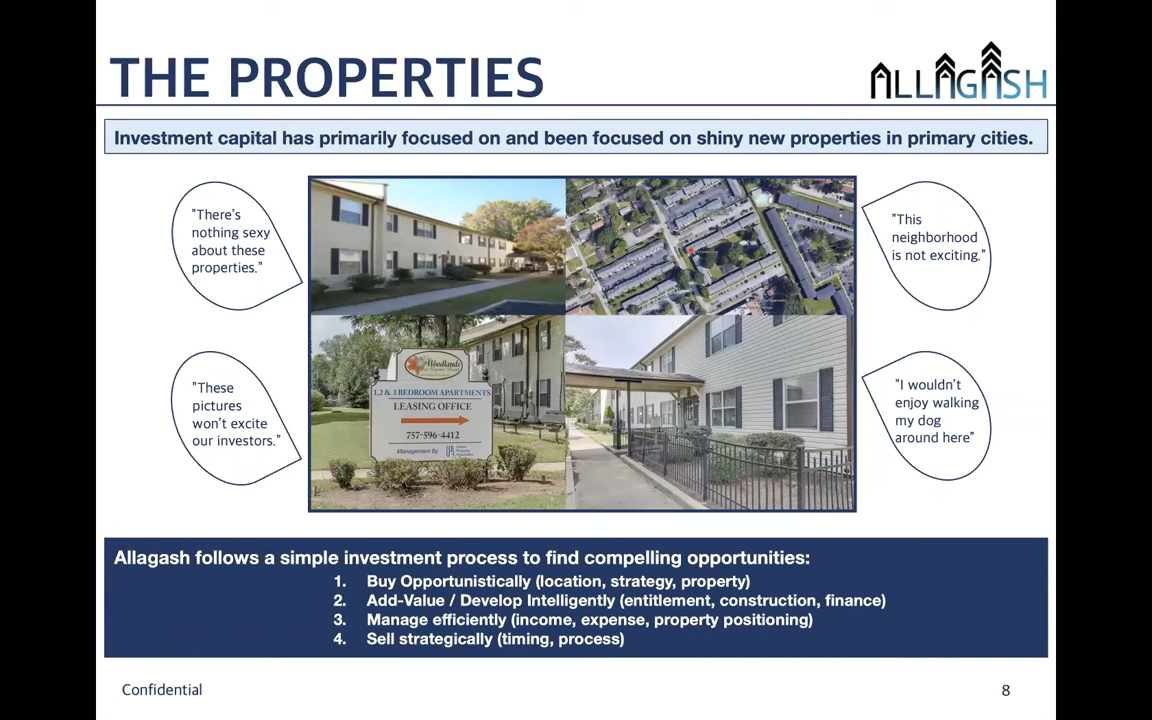 THE PROPERTIES
ALLAGASH
Investment capital has primarily focused on and been focused on shiny new properties in primary cities.
"There's
nothing sexy
about these
properties."
"This
neighborhood
is not exciting."
"These
pictures
won't excite
our investors."
"I wouldn't
enjoy walking
my dog
around here"
Woodlands
1,2 & 3 BEDROOM APARTMENTS
LEASING OFFICE
757-596-4412
Management By:
Allagash follows a simple investment process to find compelling opportunities:
1. Buy Opportunistically (location, strategy, property)
2. Add-Value / Develop Intelligently (entitlement, construction, finance)
3. Manage efficiently (income, expense, property positioning)
4. Sell strategically (timing, process)
Confidential
8